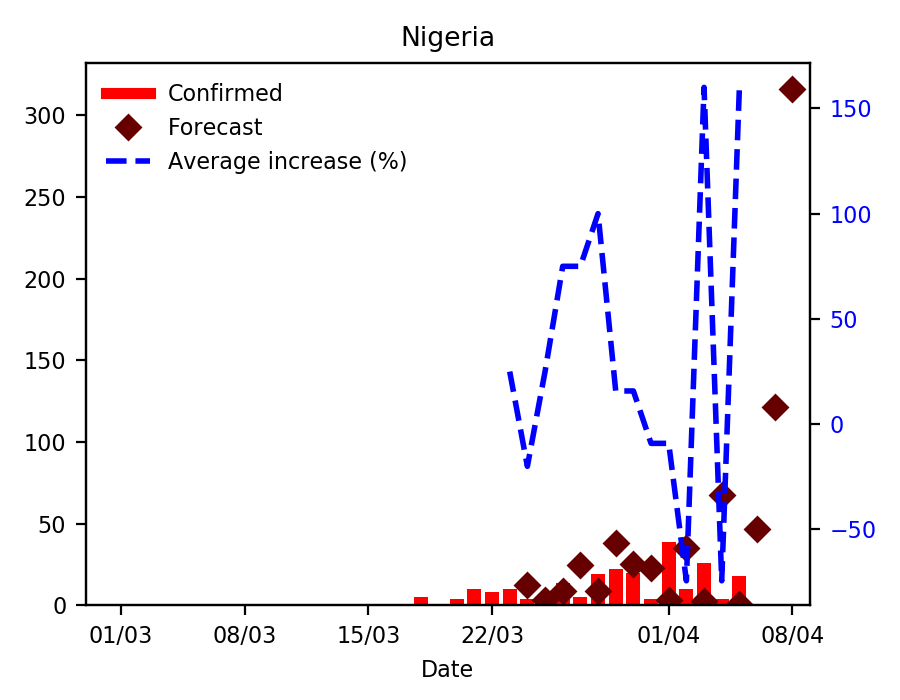 Nigeria
Confirmed
Forecast
Average increase (%)
300
250
200
150
100
50
0
150
100
50
0
−50
01/03 08/03 15/03 22/03 01/04 08/04
Date